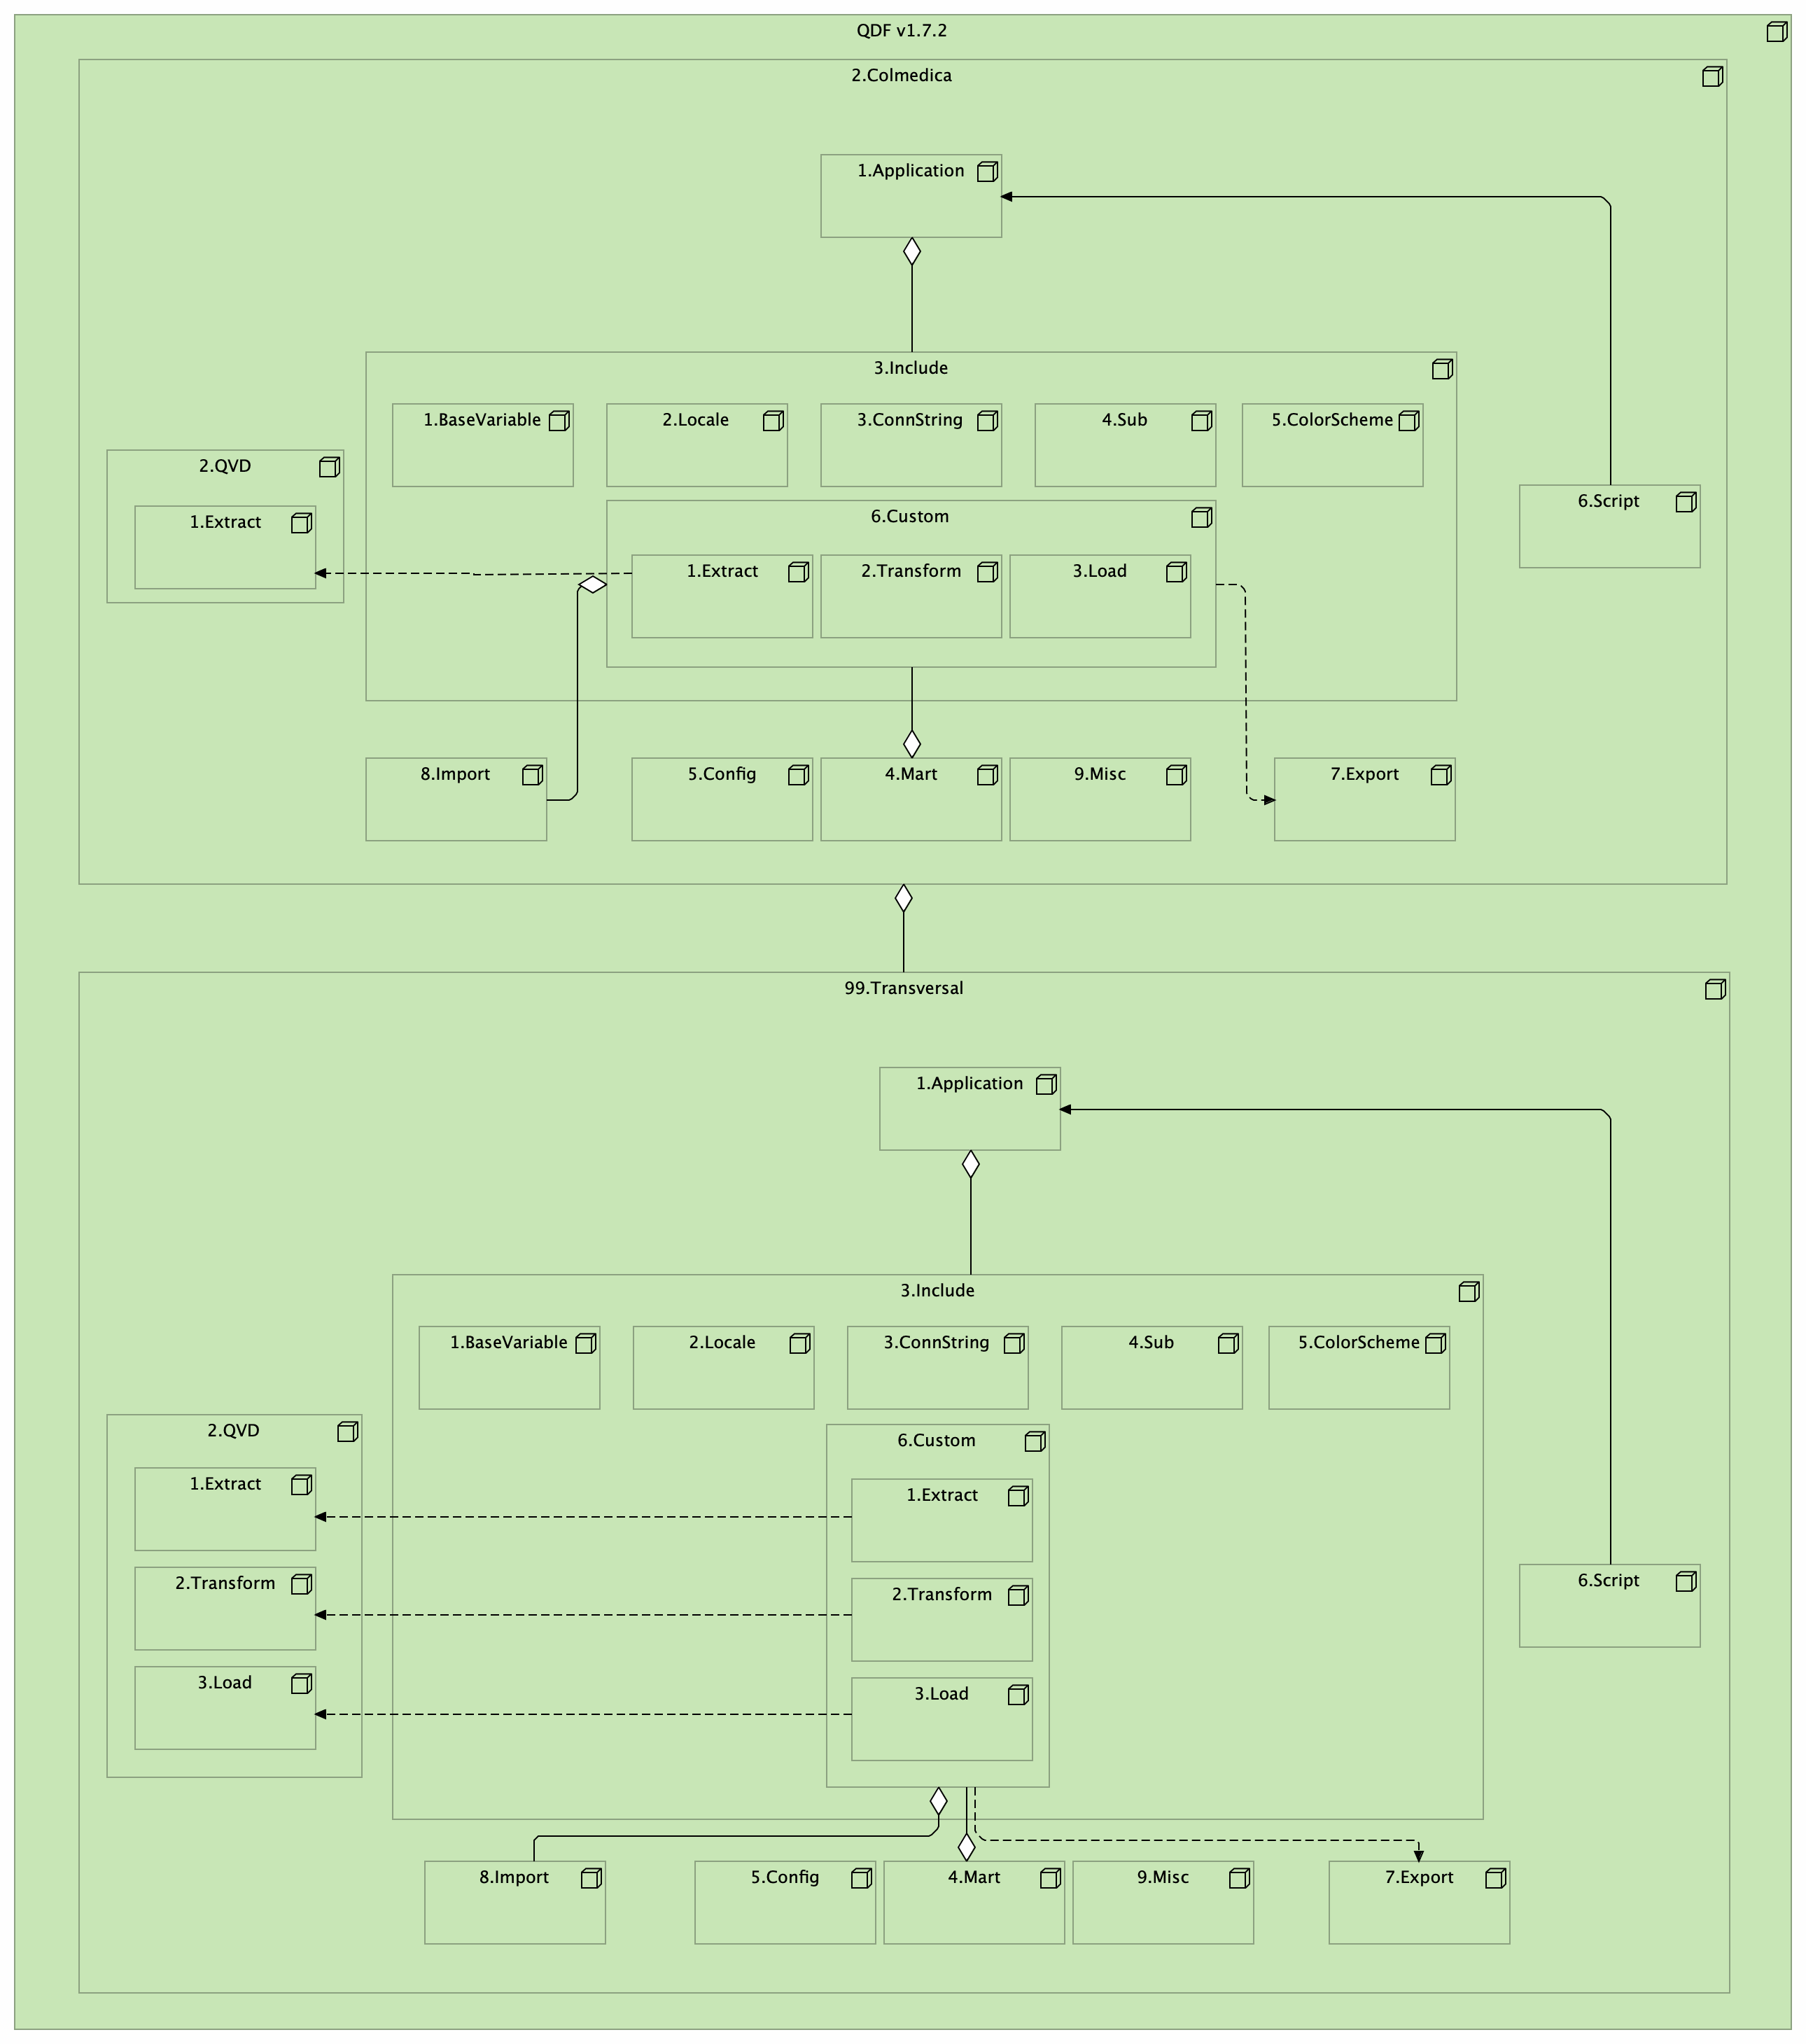 QDF v1.7.2
2.Colmedica
1.Application
3.Include
1.BaseVariable
2.Locale
3.ConnString
4.Sub
5.ColorScheme
2.QVD
1.Extract
6.Custom
1.Extract
2.Transform
3.Load
6.Script
8.Import
5.Config
4.Mart
9.Misc
7.Export
99.Transversal
1.Application
3.Include
1.BaseVariable
2.Locale
3.ConnString
4.Sub
5.ColorScheme
2.QVD
1.Extract
2.Transform
3.Load
6.Custom
1.Extract
2.Transform
3.Load
6.Script
8.Import
5.Config
4.Mart
9.Misc
7.Export